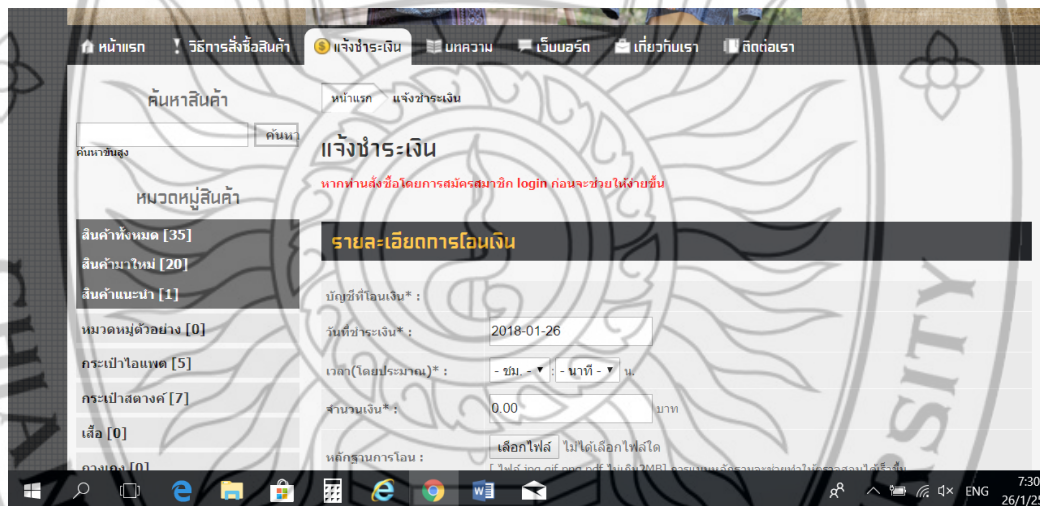 หน้าแรก วิธีการสั่งซื้อสินค้า แจ้งชำระเงิน บทความ เว็บบอร์ด เกี่ยวกับเรา ติดต่อเรา
ค้นหาสินค้า
ค้นหา
ค้นหาขั้นสูง
หมวดหมู่สินค้า
สินค้าทั้งหมด [35]
สินค้ามาใหม่ [20]
สินค้าแนะนำ [1]
หมวดหมู่ตัวอย่าง [0]
กระเป๋าไอแพด [5]
กระเป๋าสตางค์ [7]
เสื้อ [0]
กางเกง [0]
หน้าแรก แจ้งชำระเงิน
แจ้งชำระเงิน
หากท่านสั่งซื้อโดยการสมัครสมาชิก login ก่อนจะช่วยให้ง่ายขึ้น
รายละเอียดการโอนเงิน
บัญชีที่โอนเงิน* :
วันที่ชำระเงิน* : 2018-01-26
เวลา(โดยประมาณ)* : - ชม. - : - นาที - น.
จำนวนเงิน* : 0.00 บาท
หลักฐานการโอน : เลือกไฟล์ ไม่ได้เลือกไฟล์ใด
ENG
7:30
26/1/25